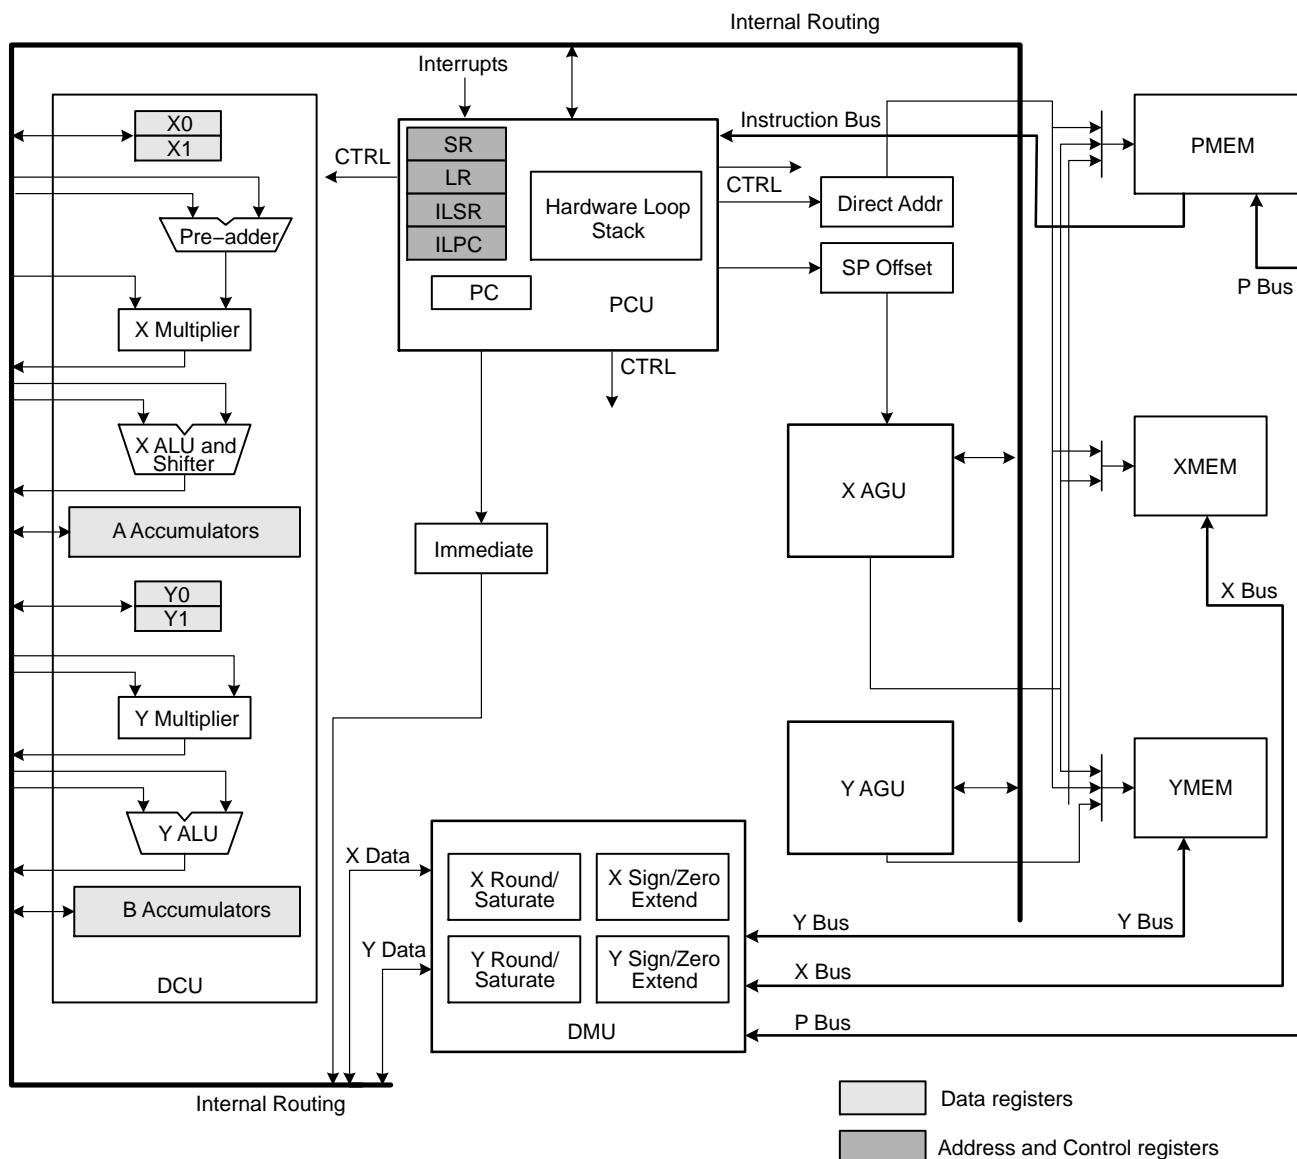 Internal Routing
Interrupts
X0
X1
CTRL
SR
LR
ILSR
ILPC
Hardware Loop
Stack
PC
PCU
Instruction Bus
CTRL
Direct Addr
SP Offset
PMEM
P Bus
Pre−adder
X Multiplier
CTRL
X ALU and
Shifter
X AGU
XMEM
A Accumulators
Immediate
X Bus
Y0
Y1
Y Multiplier
Y AGU
YMEM
Y ALU
X Data
X Round/
Saturate
X Sign/Zero
Extend
B Accumulators
Y Bus
Y Bus
Y Data
Y Round/
Saturate
Y Sign/Zero
Extend
X Bus
DCU
P Bus
DMU
Internal Routing
Data registers
Address and Control registers